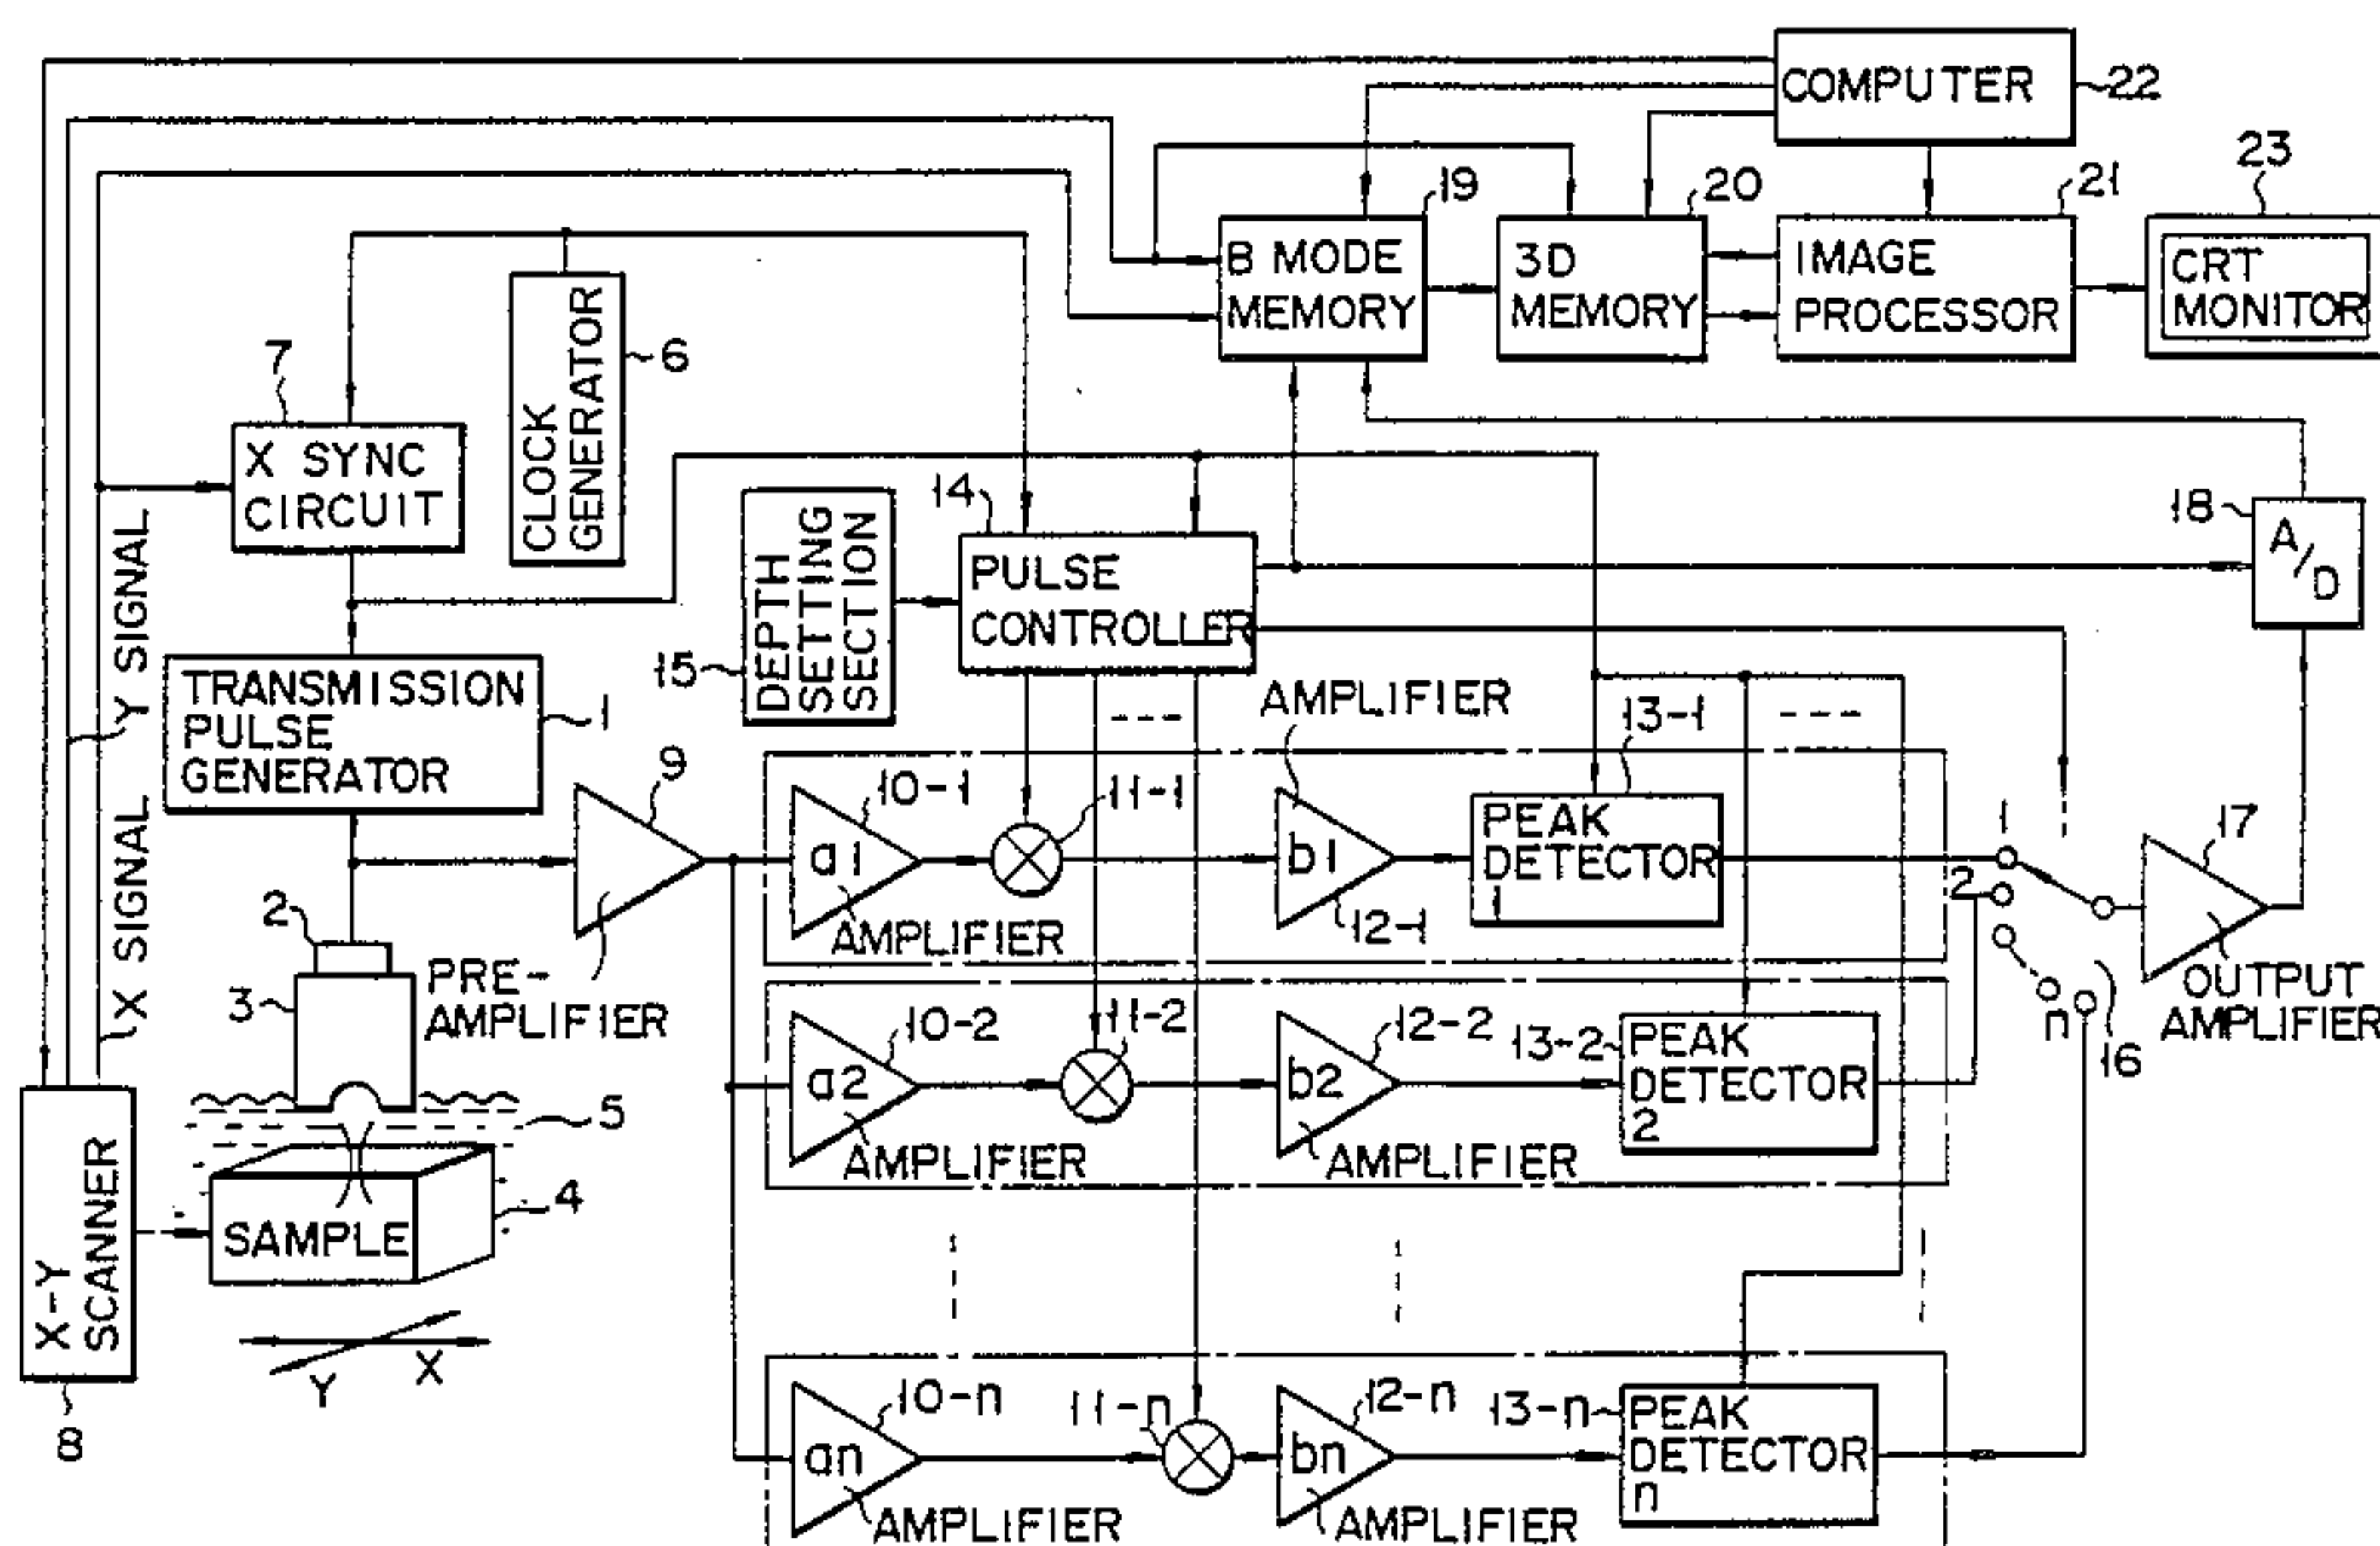 COMPUTER
22
23
19
20
21
B MODE
MEMORY
3D
MEMORY
IMAGE
PROCESSOR
CRT
MONITOR
7
X SYNC
CIRCUIT
CLOCK
GENERATOR
6
Y SIGNAL
X SIGNAL
TRANSMISSION
PULSE
GENERATOR
1
14
PULSE
CONTROLLER
DEPTH
SETTING
SECTION
15
18
A/D
AMPLIFIER
13-1
9
10-1
11-1
a1
AMPLIFIER
b1
12-1
PEAK
DETECTOR
1
1
2
n
16
17
OUTPUT
AMPLIFIER
2
3
PRE-
AMPLIFIER
10-2
11-2
12-2
13-2
a2
AMPLIFIER
b2
AMPLIFIER
PEAK
DETECTOR
2
5
4
SAMPLE
X-Y
SCANNER
8
Y
X
10-n
11-n
12-n
13-n
an
AMPLIFIER
bn
AMPLIFIER
PEAK
DETECTOR
n